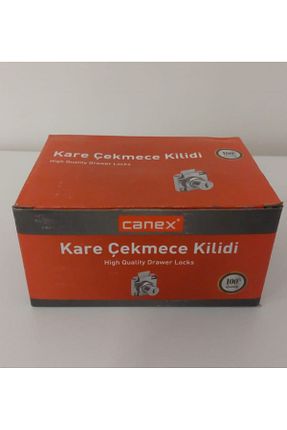 Kare Çekmece Kilidi
High Quality Drawer Locks
canex
Kare Çekmece Kilidi
High Quality Drawer Locks
100